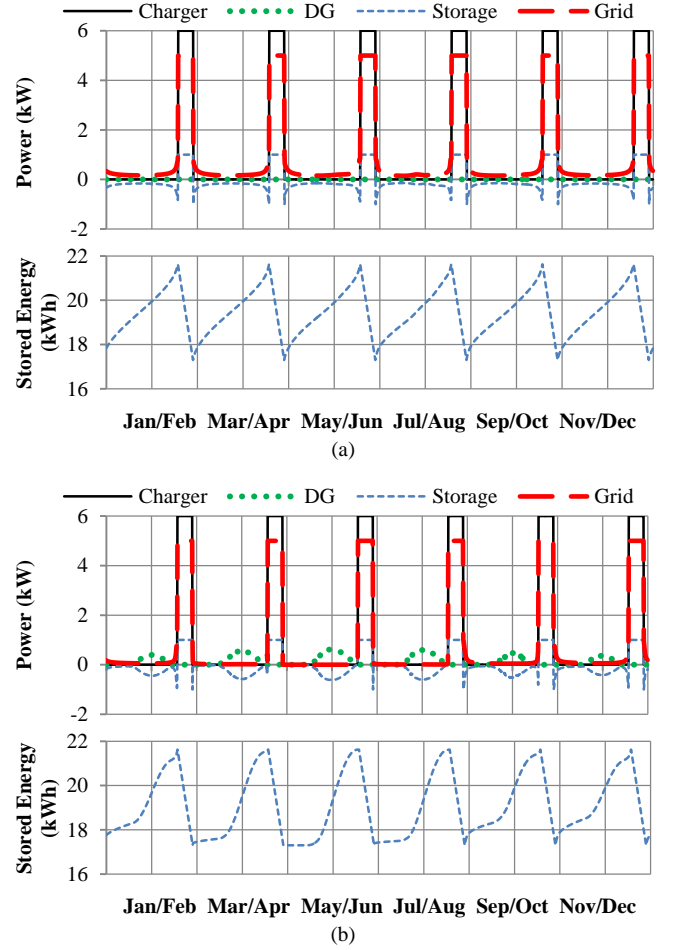 Charger DG Storage Grid
6
4
2
0
-2
Power (kW)
22
20
18
16
Stored Energy
(kWh)
Jan/Feb Mar/Apr May/Jun Jul/Aug Sep/Oct Nov/Dec
(a)
Charger DG Storage Grid
6
4
2
0
-2
Power (kW)
22
20
18
16
Stored Energy
(kWh)
Jan/Feb Mar/Apr May/Jun Jul/Aug Sep/Oct Nov/Dec
(b)